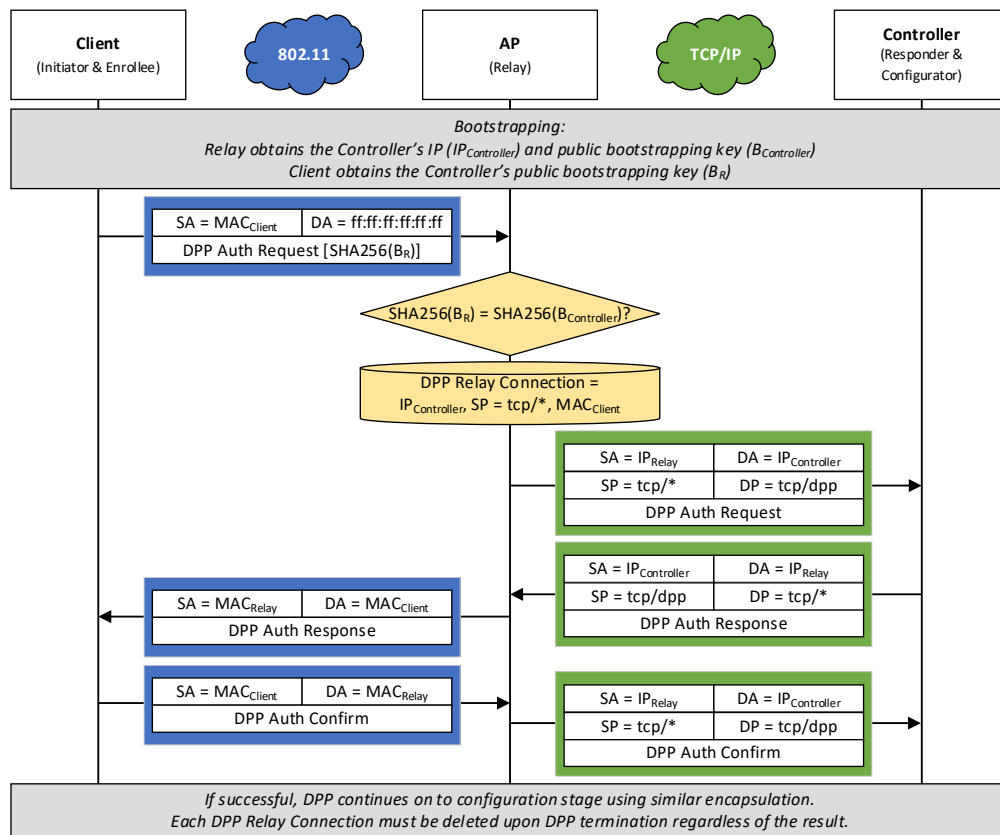 Client
(Initiator & Enrollee)
802.11
AP
(Relay)
TCP/IP
Controller
(Responder &
Configurator)
Bootstrapping:
Relay obtains the Controller's IP (IPController) and public bootstrapping key (BController)
Client obtains the Controller's public bootstrapping key (BR)
SA = MACClient DA = ff:ff:ff:ff:ff:ff
DPP Auth Request [SHA256(BR)]
SHA256(BR) = SHA256(BController)?
DPP Relay Connection =
IPController, SP = tcp/*, MACClient
SA = IPRelay DA = IPController
SP = tcp/* DP = tcp/dpp
DPP Auth Request
SA = IPController DA = IPRelay
SP = tcp/dpp DP = tcp/*
DPP Auth Response
SA = MACRelay DA = MACClient
DPP Auth Response
SA = MACClient DA = MACRelay
DPP Auth Confirm
SA = IPRelay DA = IPController
SP = tcp/* DP = tcp/dpp
DPP Auth Confirm
If successful, DPP continues on to configuration stage using similar encapsulation.
Each DPP Relay Connection must be deleted upon DPP termination regardless of the result.